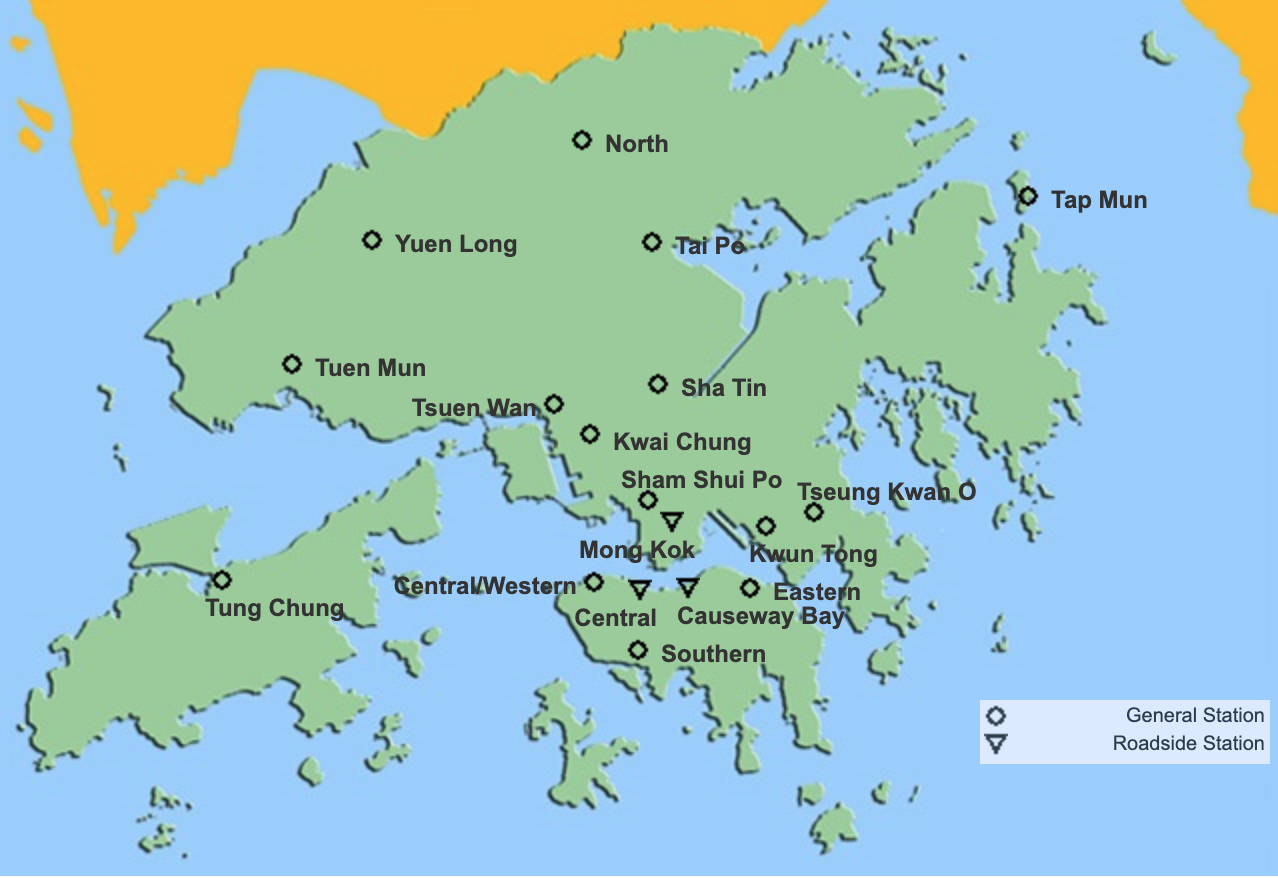 North
Tap Mun
Yuen Long
Tai Po
Tuen Mun
Sha Tin
Tsuen Wan
Kwai Chung
Sham Shui Po
Tseung Kwan O
Mong Kok
Kwun Tong
Central/Western
Eastern
Tung Chung
Central
Causeway Bay
Southern
General Station
Roadside Station